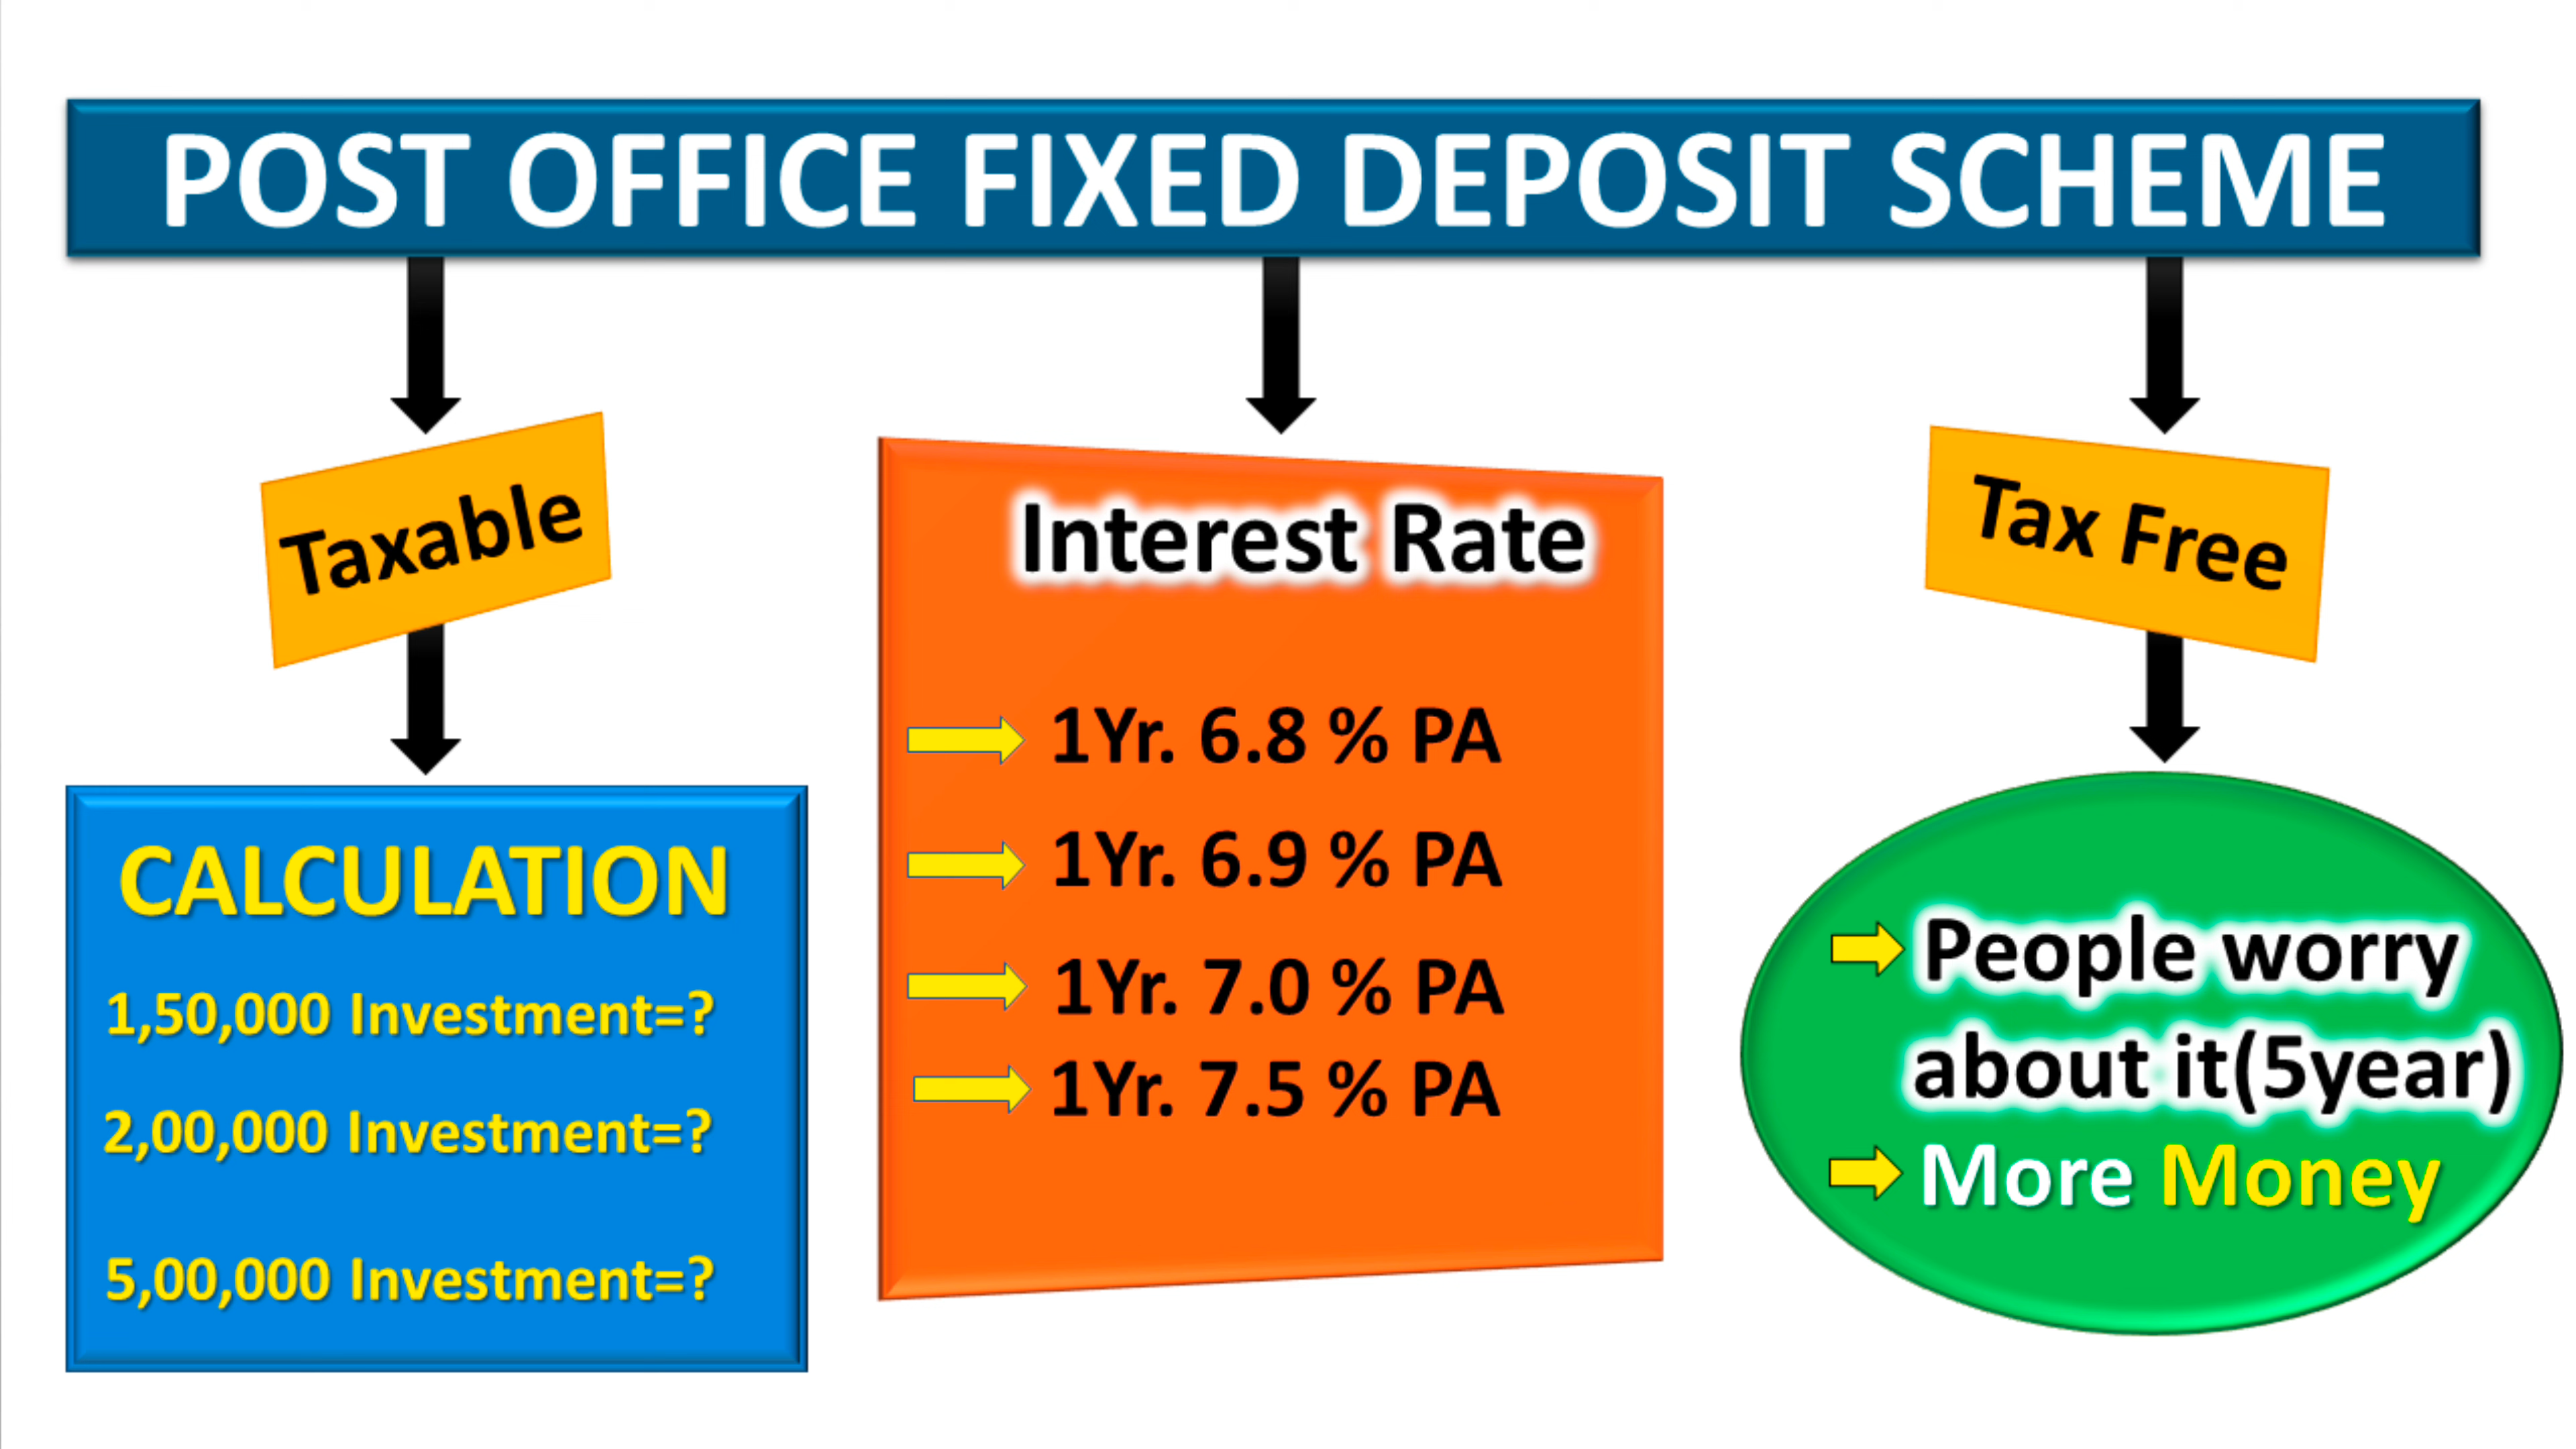 POST OFFICE FIXED DEPOSIT SCHEME
Taxable
CALCULATION
1,50,000 Investment=?
2,00,000 Investment=?
5,00,000 Investment=?
Interest Rate
1Yr. 6.8 % PA
1Yr. 6.9 % PA
1Yr. 7.0 % PA
1Yr. 7.5 % PA
Tax Free
People worry
about it(5year)
More Money